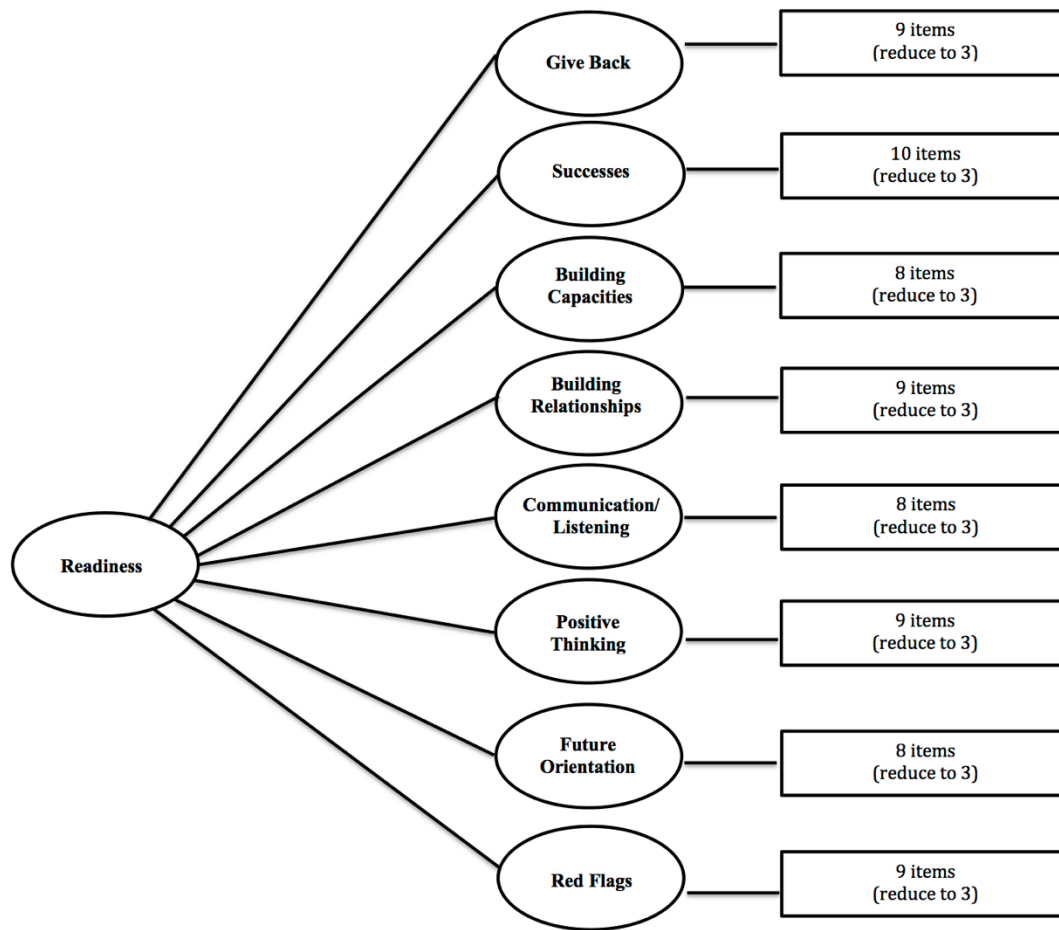 Give Back
9 items
(reduce to 3)
Successes
10 items
(reduce to 3)
Building
Capacities
8 items
(reduce to 3)
Building
Relationships
9 items
(reduce to 3)
Communication/
Listening
8 items
(reduce to 3)
Readiness
Positive
Thinking
9 items
(reduce to 3)
Future
Orientation
8 items
(reduce to 3)
Red Flags
9 items
(reduce to 3)